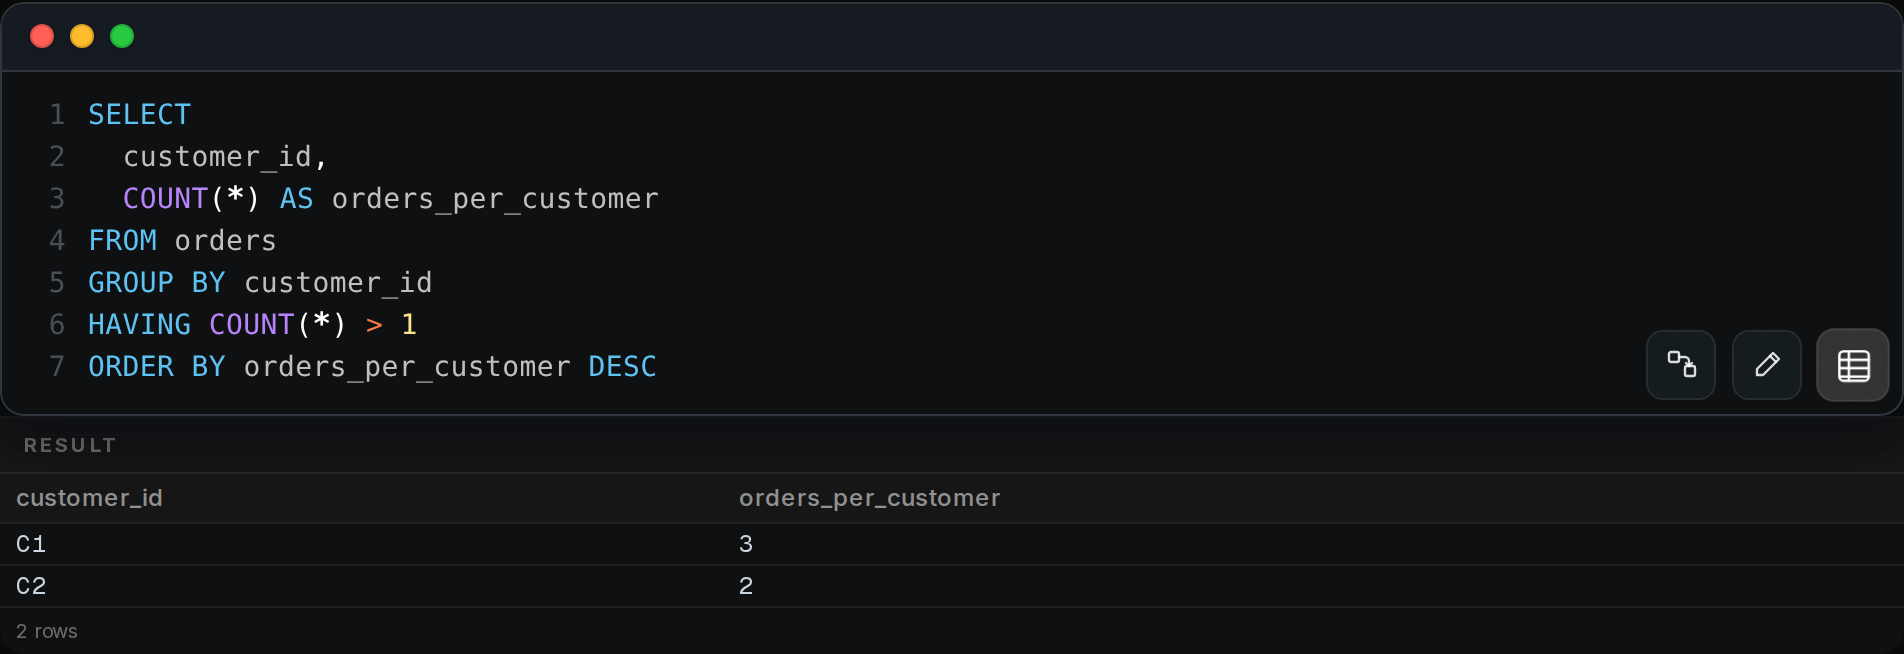 1 SELECT
2   customer_id,
3   COUNT(*) AS orders_per_customer
4 FROM orders
5 GROUP BY customer_id
6 HAVING COUNT(*) > 1
7 ORDER BY orders_per_customer DESC
RESULT
customer_id orders_per_customer
C1 3
C2 2
2 rows